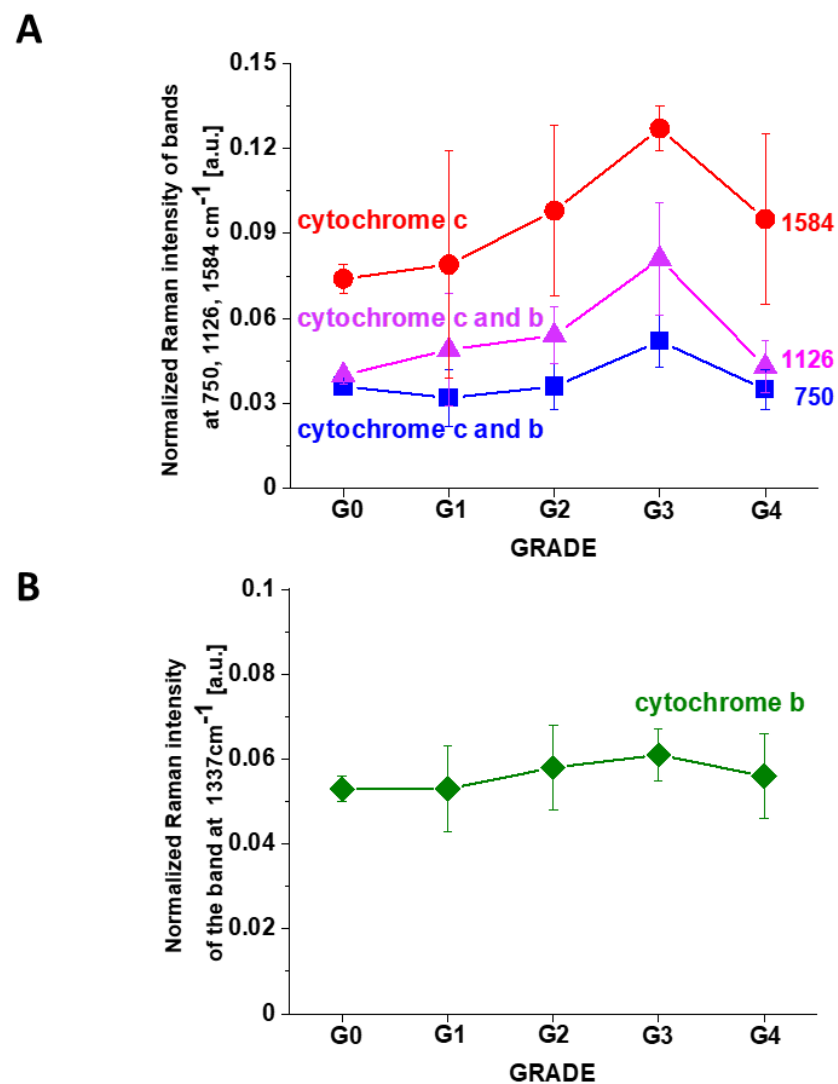 A
Normalized Raman intensity of bands
at 750, 1126, 1584 cm⁻¹ [a.u.]
0.15
0.12
0.09
0.06
0.03
0
cytochrome c
1584
cytochrome c and b
1126
750
cytochrome c and b
G0 G1 G2 G3 G4
GRADE
B
Normalized Raman intensity
of the band at 1337cm⁻¹ [a.u.]
0.1
0.08
0.06
0.04
0.02
0
cytochrome b
G0 G1 G2 G3 G4
GRADE